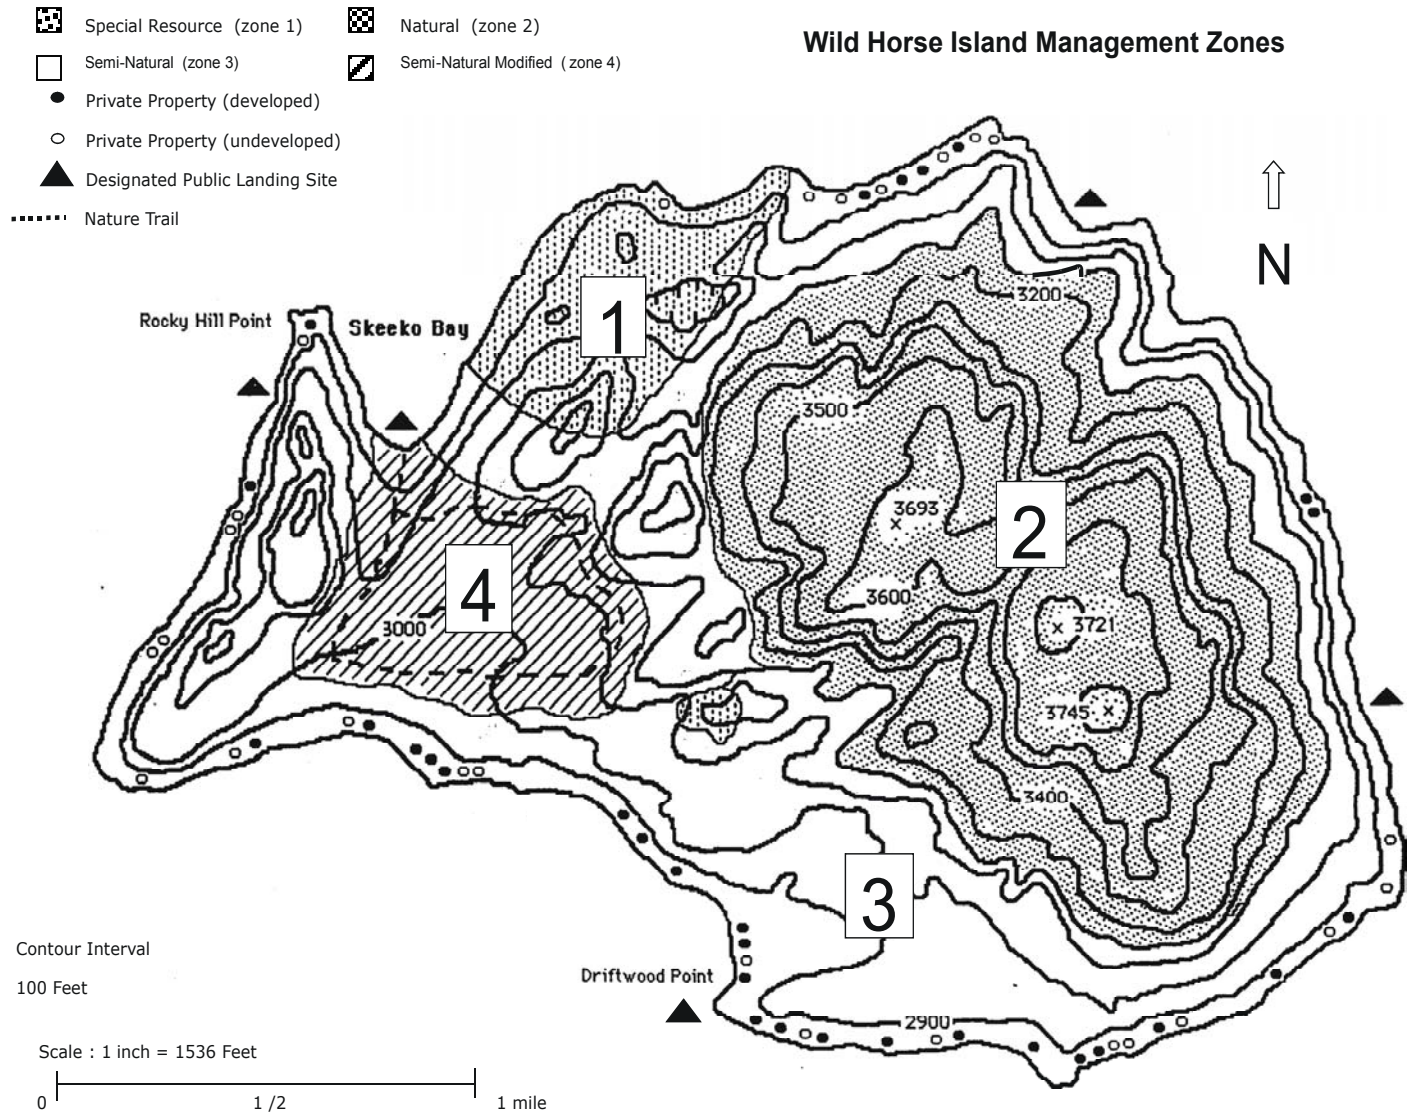 Special Resource (zone 1)
Natural (zone 2)
Wild Horse Island Management Zones
Semi-Natural (zone 3)
Semi-Natural Modified ( zone 4)
Private Property (developed)
Private Property (undeveloped)
Designated Public Landing Site
Nature Trail
N
3200
1
Rocky Hill Point
Skeeko Bay
3500
3693
2
4
3600
3000
3721
3745
3400
3
Contour Interval
100 Feet
Driftwood Point
2900
Scale : 1 inch = 1536 Feet
0 1 /2 1 mile